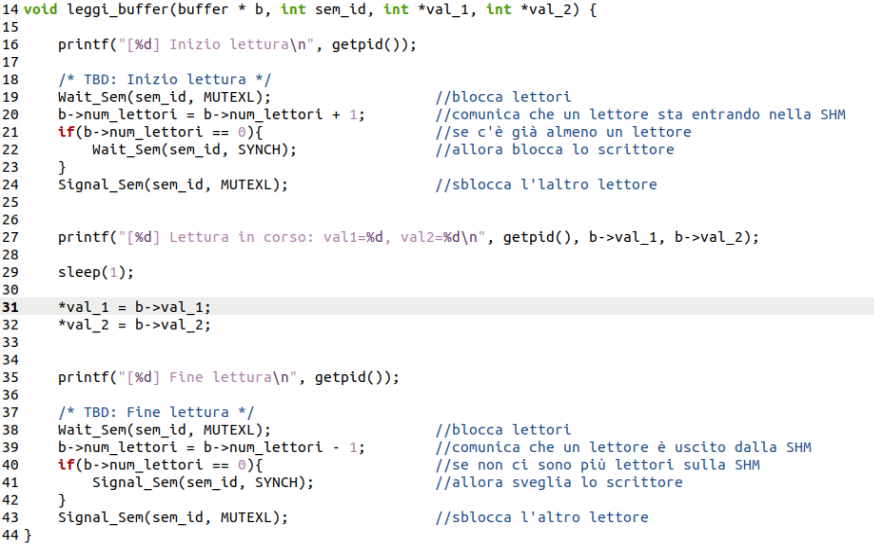 14 void leggi_buffer(buffer * b, int sem_id, int *val_1, int *val_2) {
15
16     printf("[%d] Inizio lettura\n", getpid());
17
18     /* TBD: Inizio lettura */
19     Wait_Sem(sem_id, MUTEXL);                    //blocca lettori
20     b->num_lettori = b->num_lettori + 1;         //comunica che un lettore sta entrando nella SHM
21     if(b->num_lettori == 0){                     //se c'è già almeno un lettore
22         Wait_Sem(sem_id, SYNCH);                 //allora blocca lo scrittore
23     }
24     Signal_Sem(sem_id, MUTEXL);                  //sblocca l'laltro lettore
25
26
27     printf("[%d] Lettura in corso: val1=%d, val2=%d\n", getpid(), b->val_1, b->val_2);
28
29     sleep(1);
30
31     *val_1 = b->val_1;
32     *val_2 = b->val_2;
33
34
35     printf("[%d] Fine lettura\n", getpid());
36
37     /* TBD: Fine lettura */
38     Wait_Sem(sem_id, MUTEXL);                    //blocca lettori
39     b->num_lettori = b->num_lettori - 1;         //comunica che un lettore è uscito dalla SHM
40     if(b->num_lettori == 0){                     //se non ci sono più lettori sulla SHM
41         Signal_Sem(sem_id, SYNCH);               //allora sveglia lo scrittore
42     }
43     Signal_Sem(sem_id, MUTEXL);                  //sblocca l'altro lettore
44 }